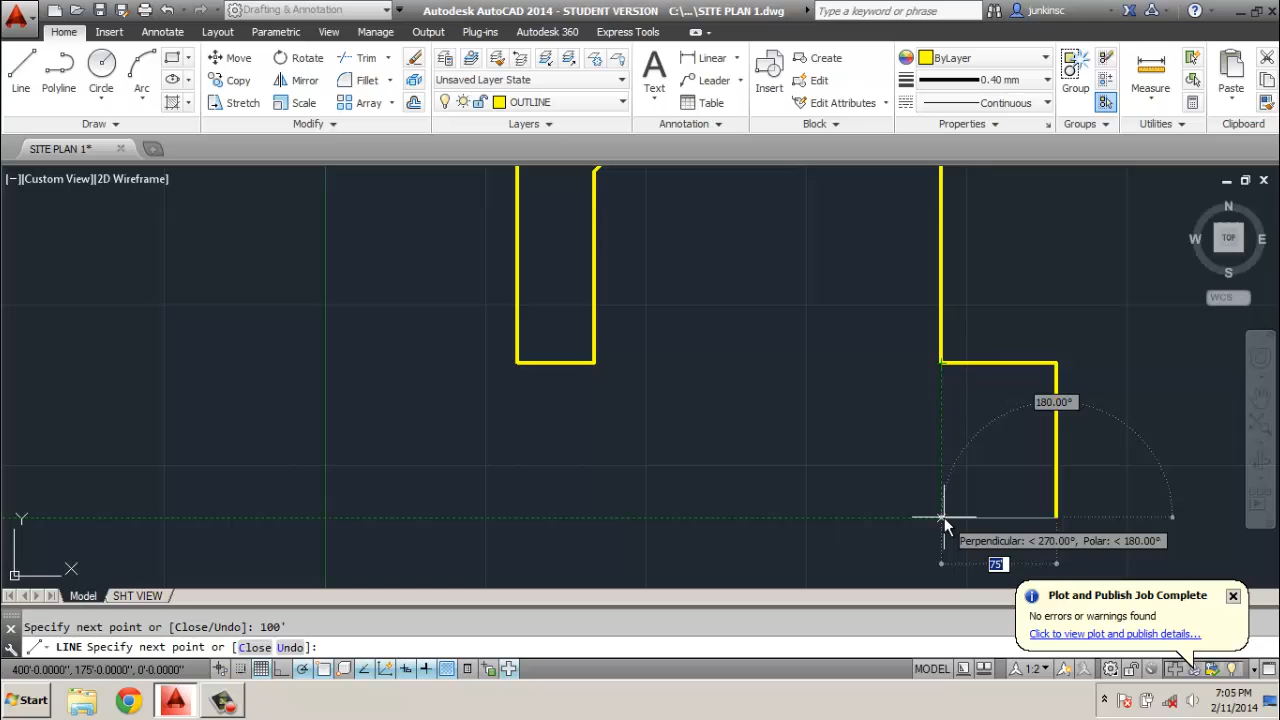 Drafting & Annotation
Autodesk AutoCAD 2014 - STUDENT VERSION C:\...\SITE PLAN 1.dwg
Type a keyword or phrase
junkinsc
Home Insert Annotate Layout Parametric View Manage Output Plug-ins Autodesk 360 Express Tools
Line Polyline Circle Arc
Move Rotate Trim
Copy Mirror Fillet
Stretch Scale Array
Unsaved Layer State
OUTLINE
Text
Linear
Leader
Table
Insert
Create
Edit
Edit Attributes
ByLayer
0.40 mm
Continuous
Group
Measure
Paste
Draw Modify Layers Annotation Block Properties Groups Utilities Clipboard
SITE PLAN 1*
[−][Custom View][2D Wireframe]
N
W TOP E
S
WCS
180.00°
Perpendicular: < 270.00°, Polar: < 180.00°
75'
Y
X
Model SHT VIEW
Plot and Publish Job Complete
No errors or warnings found
Click to view plot and publish details...
Specify next point or [Close/Undo]: 100'
LINE Specify next point or [Close Undo]:
400'-0.0000", 175'-0.0000", 0'-0.0000"
MODEL
1:2
Start
7:05 PM
2/11/2014